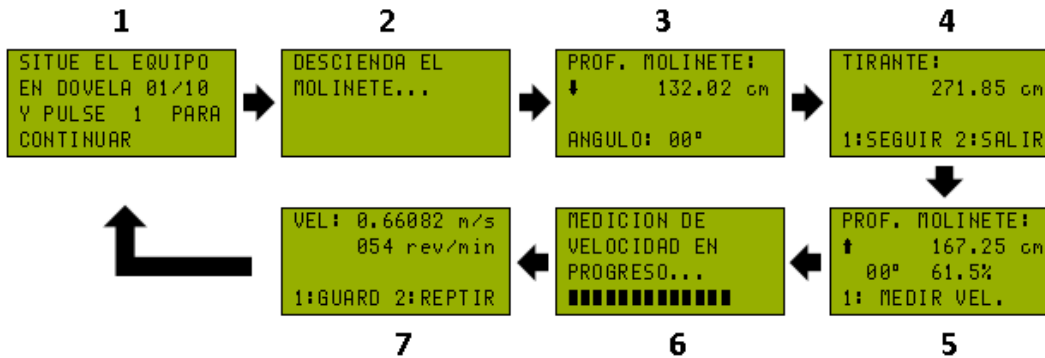 1
SITUE EL EQUIPO
EN DOVELA 01/10
Y PULSE 1 PARA
CONTINUAR
2
DESCIENDA EL
MOLINETE...
3
PROF. MOLINETE:
⬇ 132.02 cm
ANGULO: 00º
4
TIRANTE:
271.85 cm
1:SEGUIR 2:SALIR
PROF. MOLINETE:
⬆ 167.25 cm
00º 61.5%
1: MEDIR VEL.
5
MEDICION DE
VELOCIDAD EN
PROGRESO...
6
VEL: 0.66082 m/s
054 rev/min
1:GUARD 2:REPTIR
7